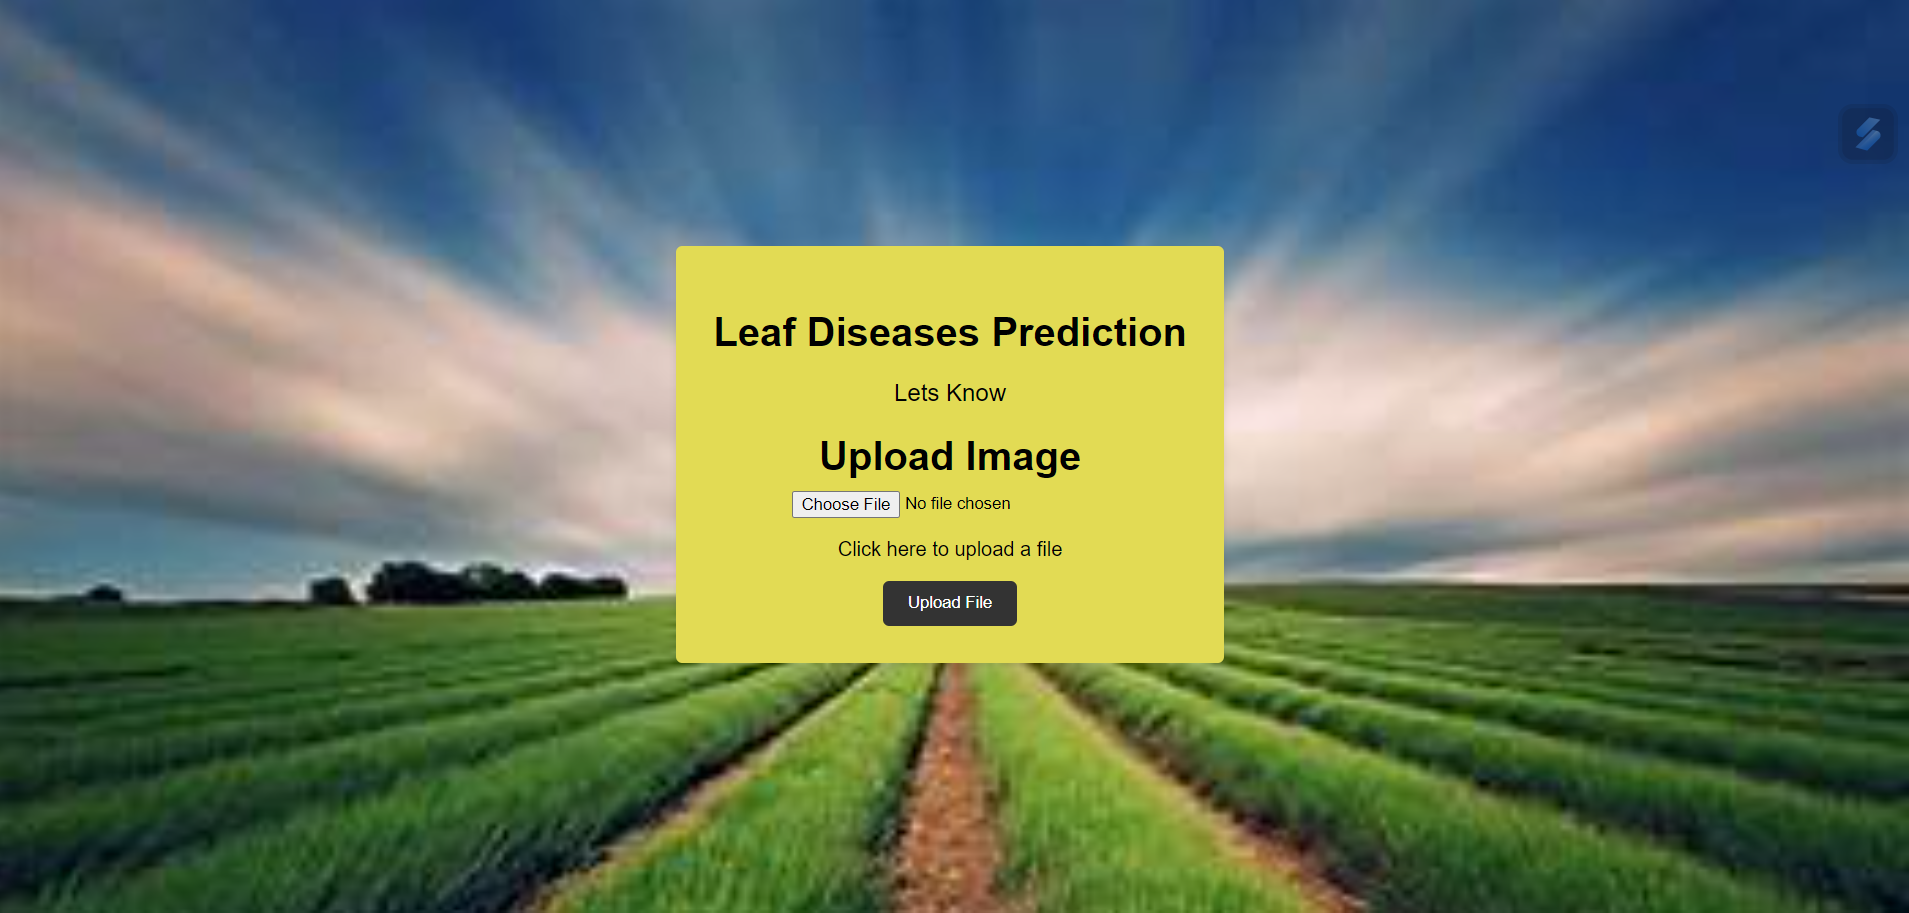 Leaf Diseases Prediction
Lets Know
Upload Image
Choose File No file chosen
Click here to upload a file
Upload File